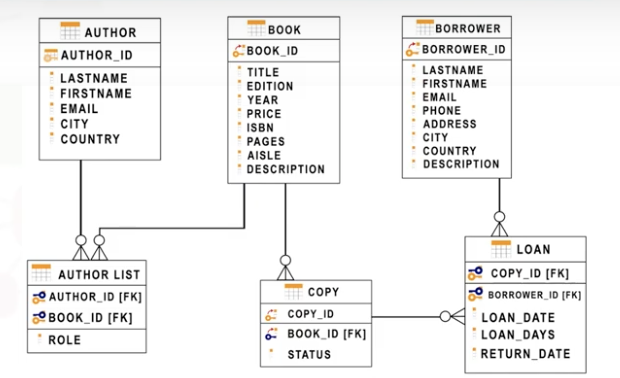 AUTHOR
AUTHOR_ID
LASTNAME
FIRSTNAME
EMAIL
CITY
COUNTRY
BOOK
BOOK_ID
TITLE
EDITION
YEAR
PRICE
ISBN
PAGES
AISLE
DESCRIPTION
BORROWER
BORROWER_ID
LASTNAME
FIRSTNAME
EMAIL
PHONE
ADDRESS
CITY
COUNTRY
DESCRIPTION
AUTHOR LIST
AUTHOR_ID [FK]
BOOK_ID [FK]
ROLE
COPY
COPY_ID
BOOK_ID [FK]
STATUS
LOAN
COPY_ID [FK]
BORROWER_ID [FK]
LOAN_DATE
LOAN_DAYS
RETURN_DATE